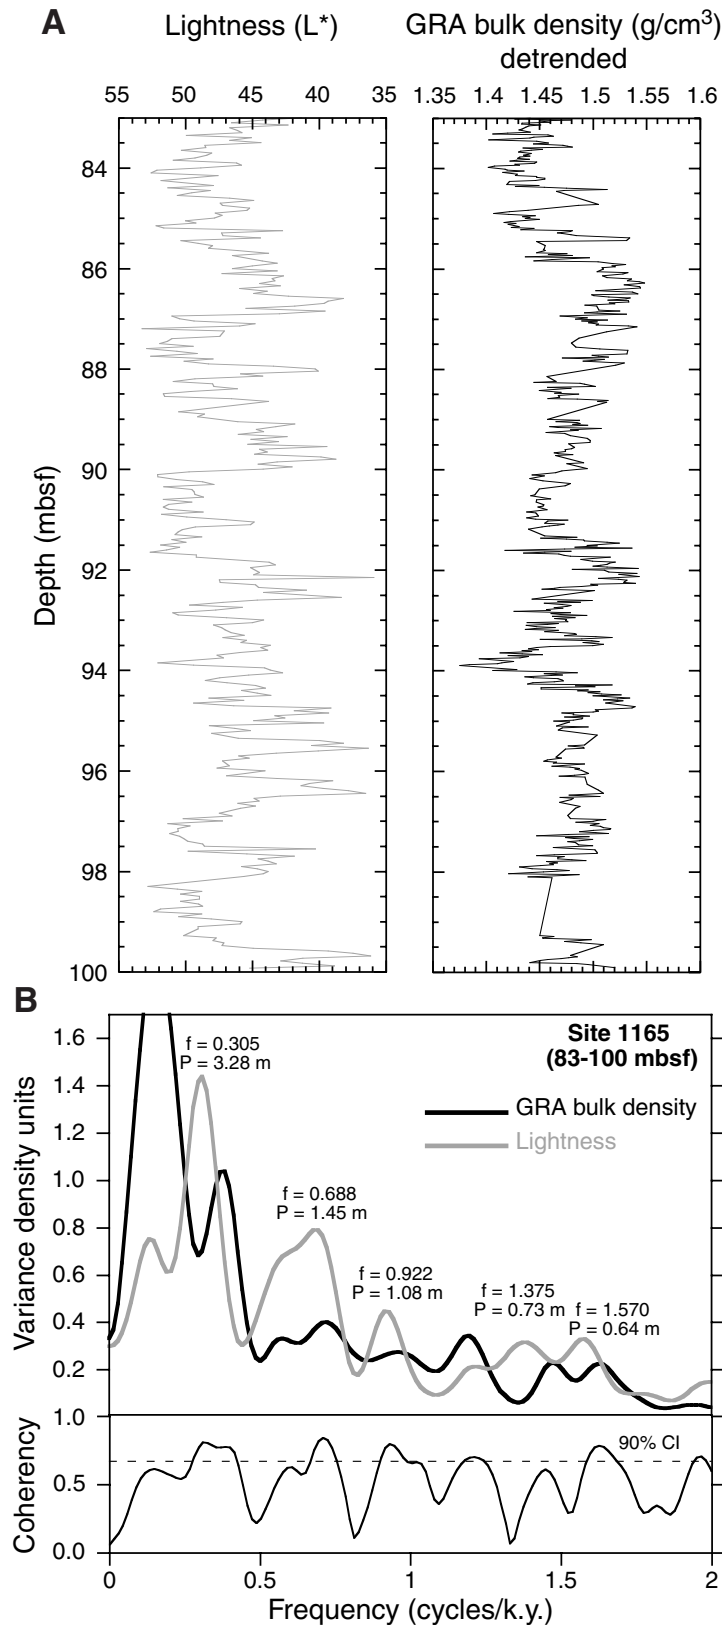 A
Lightness (L*)
GRA bulk density (g/cm³)
detrended
55 50 45 40 35
1.35 1.4 1.45 1.5 1.55 1.6
84
86
88
90
92
94
96
98
100
Depth (mbsf)
B
Site 1165
(83-100 mbsf)
GRA bulk density
Lightness
f = 0.305
P = 3.28 m
f = 0.688
P = 1.45 m
f = 0.922
P = 1.08 m
f = 1.375
P = 0.73 m
f = 1.570
P = 0.64 m
1.6
1.4
1.2
1.0
0.8
0.6
0.4
0.2
Variance density units
1.0
0.5
0.0
Coherency
90% CI
0 0.5 1 1.5 2
Frequency (cycles/k.y.)